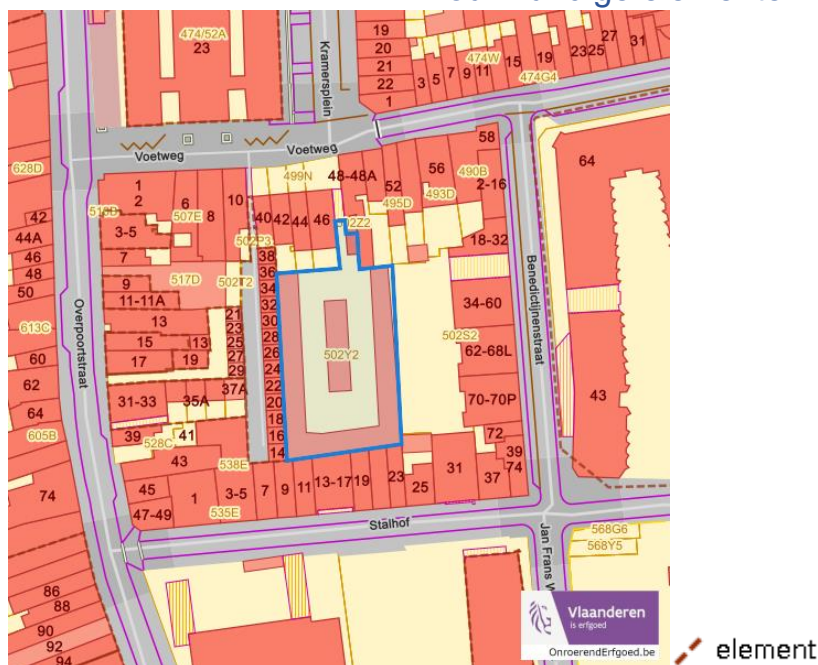 474/52A
23
Kramersplein
19
20
21
22
1
3 5 7 9 11 15 19 23 25 27 31
474W
474G4
Voetweg
Voetweg
58
64
628D
499N
48-48A
52
56
490B
2-16
495D
493D
1
2
6
8
10
507E
3-5
40 42 44 46
502Z2
42
44A
46
48
50
7
502P3
38
36
34
32
30
28
26
24
22
20
18
16
14
18-32
9
11-11A
517D
502T2
34-60
Overpoortstraat
Benedictijnenstraat
13
15
13
17
19
21
23
25
27
29
613C
60
62
64
605B
502Y2
502S2
62-68L
43
31-33
35A
37A
70-70P
39
528C
41
72
43
538E
39
74
74
45
1
3-5
7 9 11 13-17 19
23
25
31
37
47-49
535E
Stalhof
Jan Frans W
568G6
568Y5
86
88
90
92
94
Vlaanderen
is erfgoed
OnroerendErfgoed.be
element